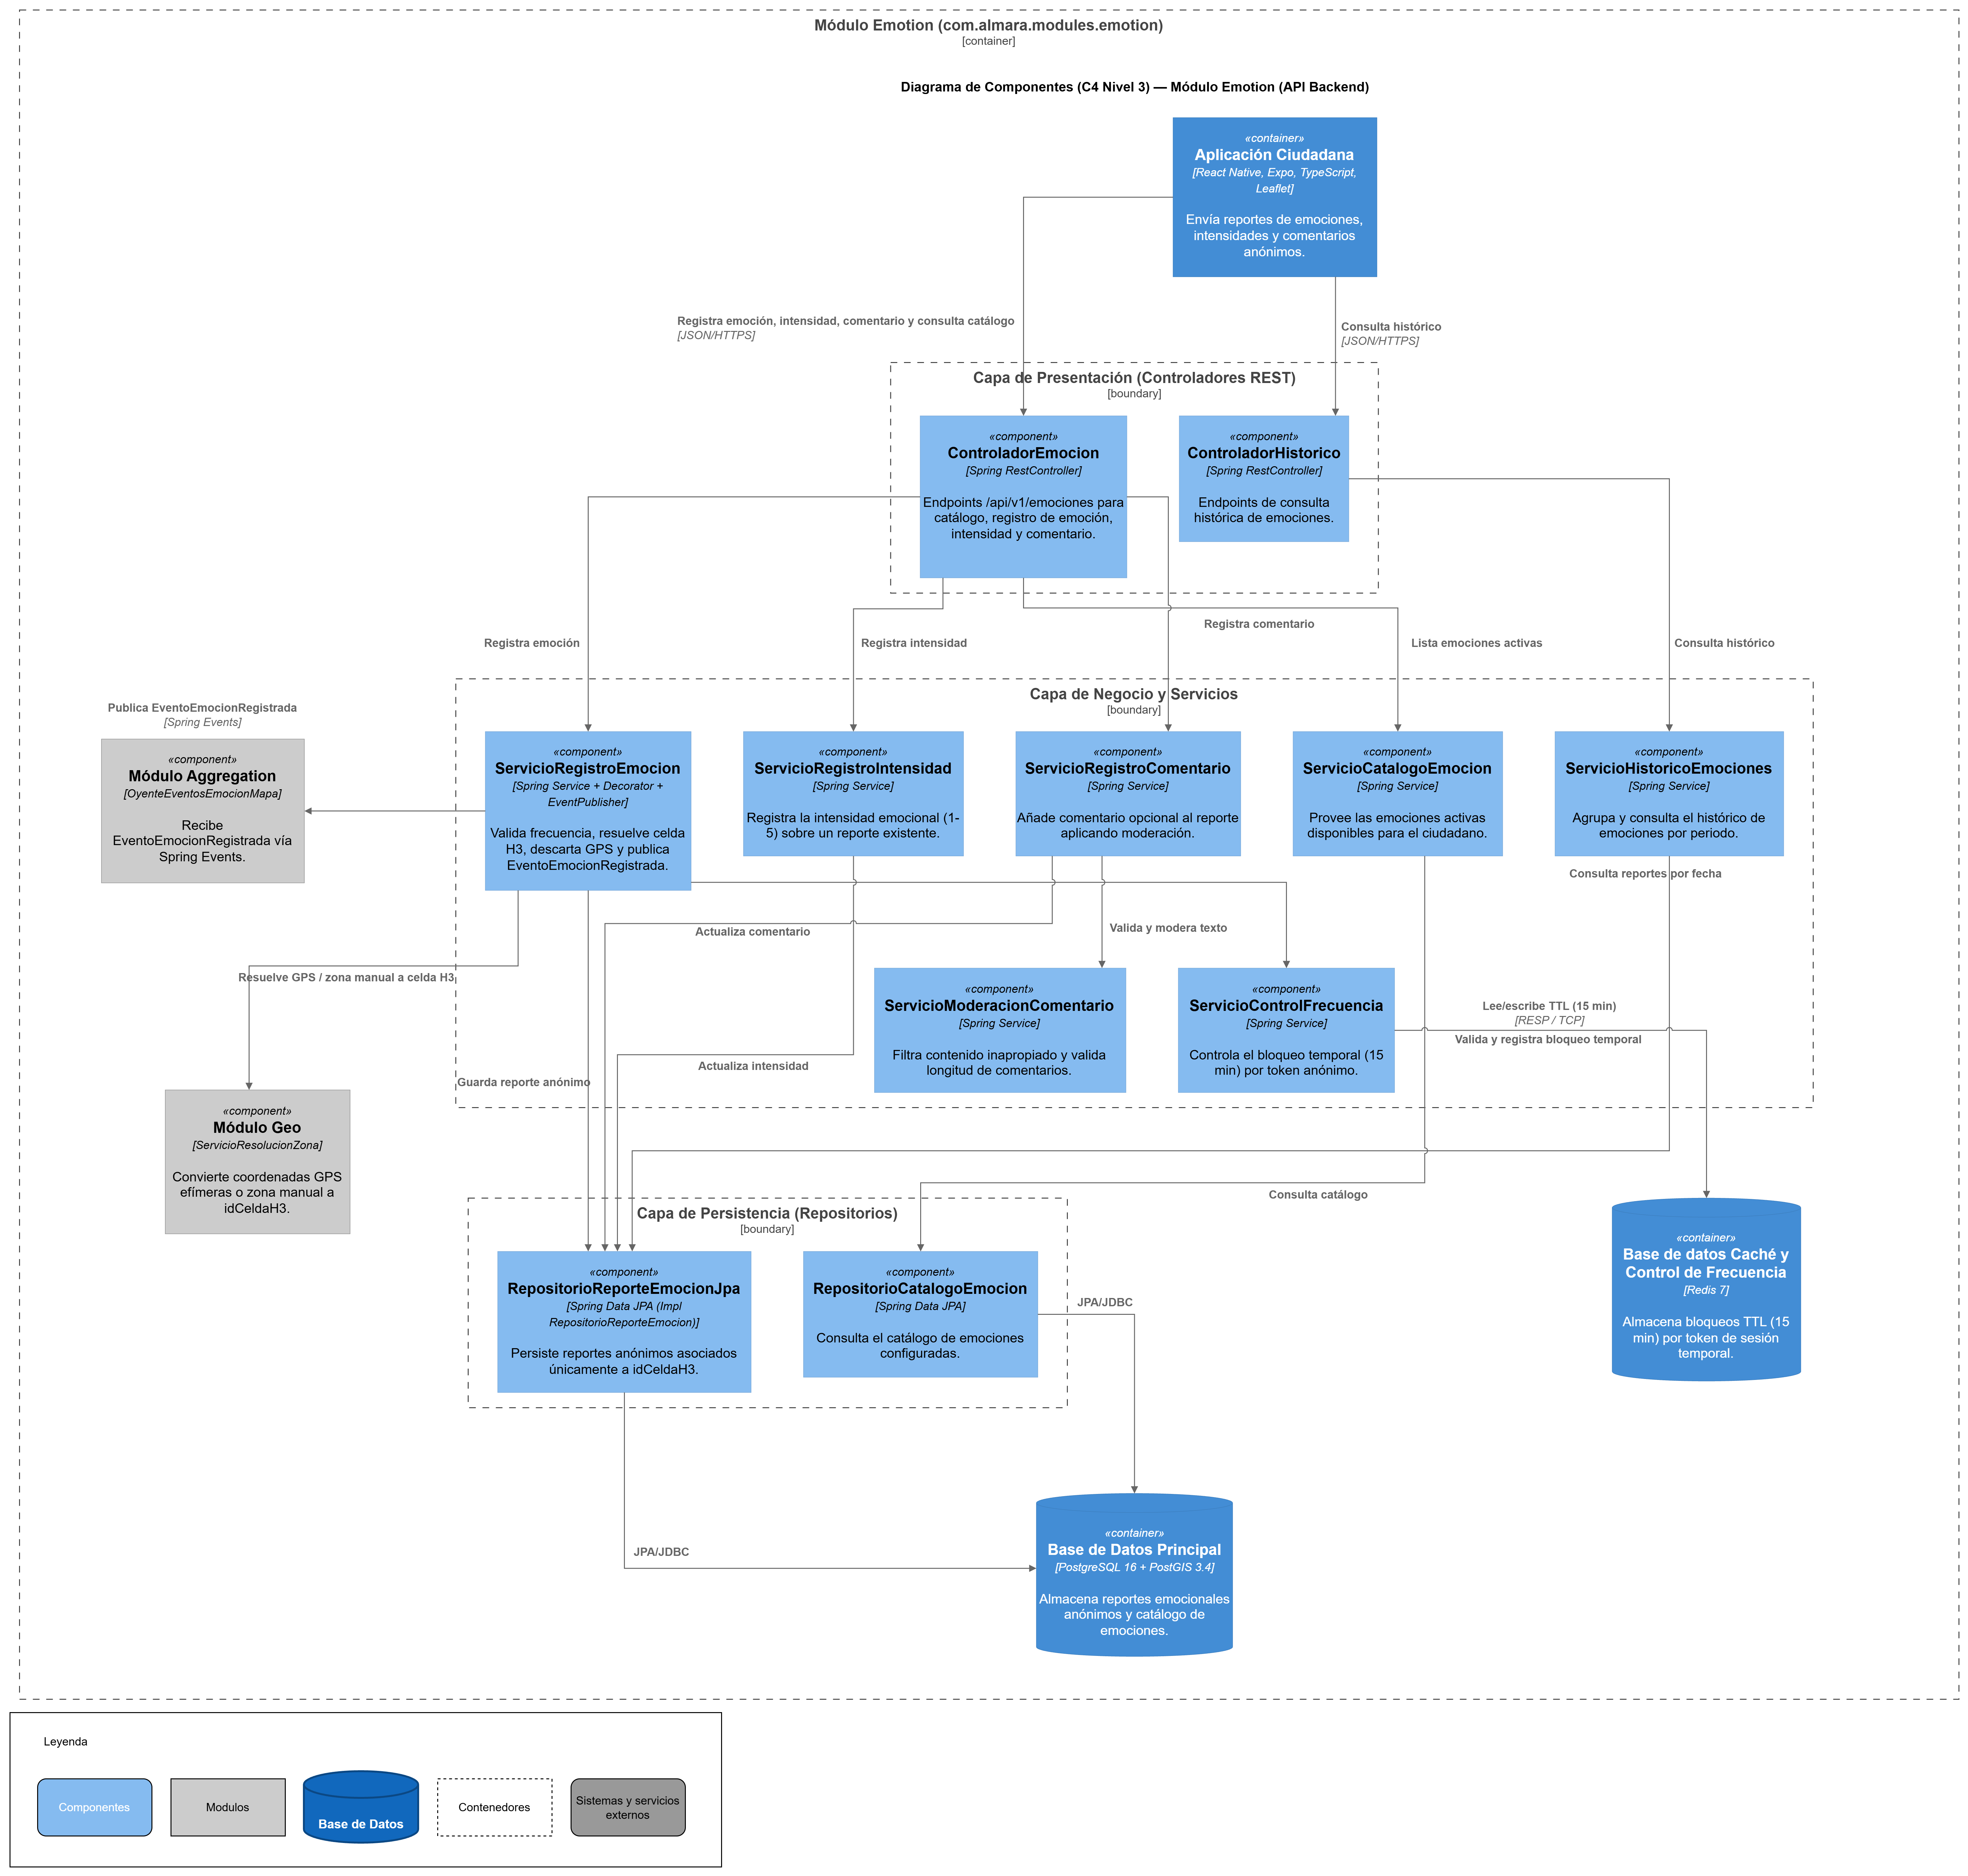 Módulo Emotion (com.almara.modules.emotion)
[container]
Diagrama de Componentes (C4 Nivel 3) — Módulo Emotion (API Backend)
«container»
Aplicación Ciudadana
[React Native, Expo, TypeScript,
Leaflet]
Envía reportes de emociones,
intensidades y comentarios
anónimos.
Registra emoción, intensidad, comentario y consulta catálogo
[JSON/HTTPS]
Consulta histórico
[JSON/HTTPS]
Capa de Presentación (Controladores REST)
[boundary]
«component»
ControladorEmocion
[Spring RestController]
Endpoints /api/v1/emociones para
catálogo, registro de emoción,
intensidad y comentario.
«component»
ControladorHistorico
[Spring RestController]
Endpoints de consulta
histórica de emociones.
Registra emoción
Registra intensidad
Registra comentario
Lista emociones activas
Consulta histórico
Capa de Negocio y Servicios
[boundary]
Publica EventoEmocionRegistrada
[Spring Events]
«component»
Módulo Aggregation
[OyenteEventosEmocionMapa]
Recibe
EventoEmocionRegistrada vía
Spring Events.
«component»
ServicioRegistroEmocion
[Spring Service + Decorator +
EventPublisher]
Valida frecuencia, resuelve celda
H3, descarta GPS y publica
EventoEmocionRegistrada.
«component»
ServicioRegistroIntensidad
[Spring Service]
Registra la intensidad emocional (1-
5) sobre un reporte existente.
«component»
ServicioRegistroComentario
[Spring Service]
Añade comentario opcional al reporte
aplicando moderación.
«component»
ServicioCatalogoEmocion
[Spring Service]
Provee las emociones activas
disponibles para el ciudadano.
«component»
ServicioHistoricoEmociones
[Spring Service]
Agrupa y consulta el histórico de
emociones por periodo.
Consulta reportes por fecha
Actualiza comentario
Valida y modera texto
Resuelve GPS / zona manual a celda H3
«component»
ServicioModeracionComentario
[Spring Service]
Filtra contenido inapropiado y valida
longitud de comentarios.
«component»
ServicioControlFrecuencia
[Spring Service]
Controla el bloqueo temporal (15
min) por token anónimo.
Lee/escribe TTL (15 min)
[RESP / TCP]
Valida y registra bloqueo temporal
Actualiza intensidad
Guarda reporte anónimo
«component»
Módulo Geo
[ServicioResolucionZona]
Convierte coordenadas GPS
efímeras o zona manual a
idCeldaH3.
Consulta catálogo
Capa de Persistencia (Repositorios)
[boundary]
«component»
RepositorioReporteEmocionJpa
[Spring Data JPA (Impl
RepositorioReporteEmocion)]
Persiste reportes anónimos asociados
únicamente a idCeldaH3.
«component»
RepositorioCatalogoEmocion
[Spring Data JPA]
Consulta el catálogo de emociones
configuradas.
JPA/JDBC
«container»
Base de datos Caché y
Control de Frecuencia
[Redis 7]
Almacena bloqueos TTL (15
min) por token de sesión
temporal.
JPA/JDBC
«container»
Base de Datos Principal
[PostgreSQL 16 + PostGIS 3.4]
Almacena reportes emocionales
anónimos y catálogo de
emociones.
Leyenda
Componentes
Modulos
Base de Datos
Contenedores
Sistemas y servicios
externos